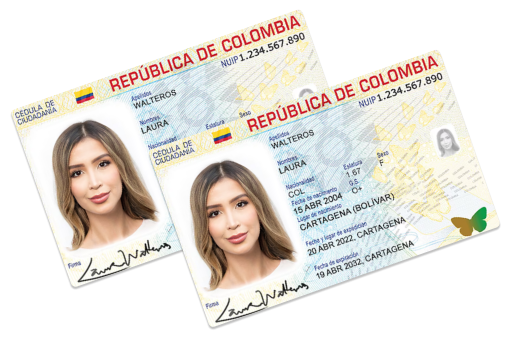 REPÚBLICA DE COLOMBIA
CÉDULA DE
CIUDADANÍA
NUIP 1.234.567.890
Apellidos
WALTEROS
Nombres
LAURA
Nacionalidad
Estatura
Sexo
Firma
Laura Walteros
REPÚBLICA DE COLOMBIA
CÉDULA DE
CIUDADANÍA
NUIP 1.234.567.890
Apellidos
WALTEROS
Nombres
LAURA
Nacionalidad Estatura Sexo
COL 1.67 F
Fecha de nacimiento G.S.
15 ABR 2004 O+
Lugar de nacimiento
CARTAGENA (BOLÍVAR)
Fecha y lugar de expedición
20 ABR 2022, CARTAGENA
Fecha de expiración
19 ABR 2032, CARTAGENA
Firma
Laura Walteros